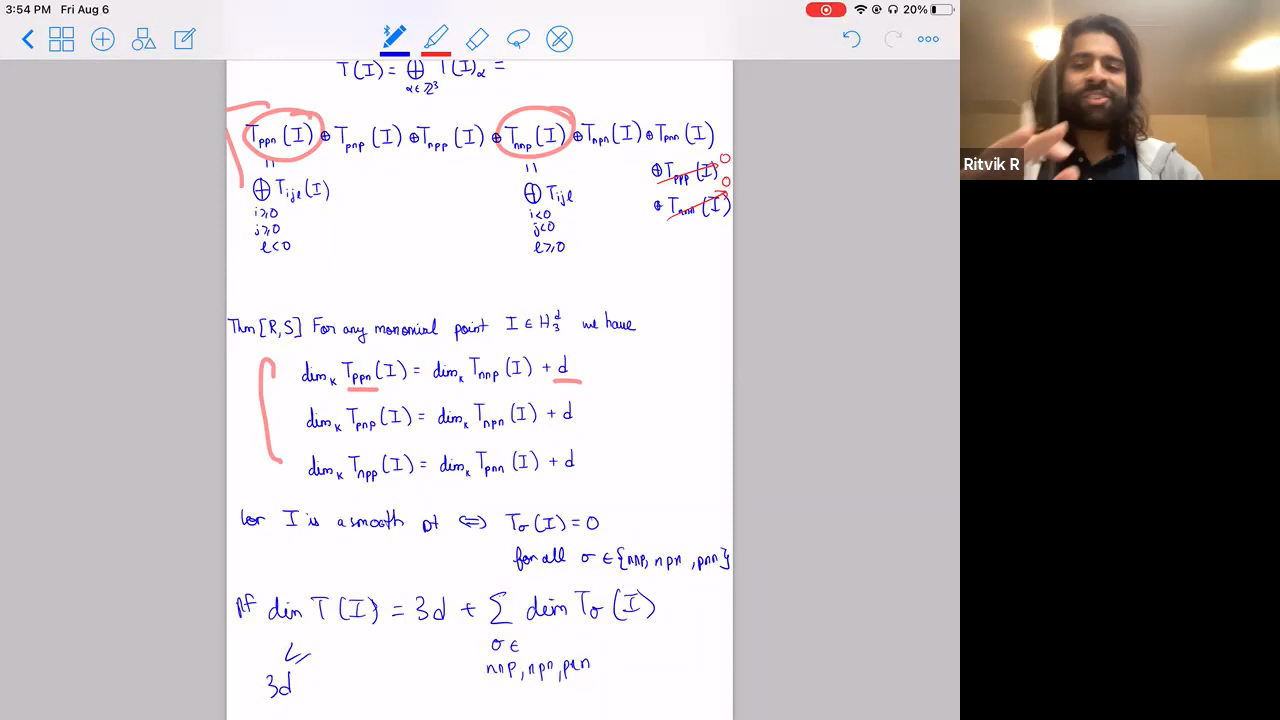 3:54 PM Fri Aug 6
20%
T(I) = ⊕ T(I)α =
α∈ℤ³
Tppn(I) ⊕ Tpnp(I) ⊕ Tnpp(I) ⊕ Tnnp(I) ⊕ Tnpn(I) ⊕ Tpnn(I)
⊕ Tppp(I) 0
⊕ Tnnn(I) 0
= =
⊕ Tijl(I) ⊕ Tijl
i≥0 i<0
j≥0 j<0
l<0 l≥0
Thm [R,S] For any monomial point I ∈ H₃ᵈ we have
dimₖ Tppn(I) = dimₖ Tnnp(I) + d
dimₖ Tpnp(I) = dimₖ Tnpn(I) + d
dimₖ Tnpp(I) = dimₖ Tpnn(I) + d
Cor I is a smooth pt ⟺ Tσ(I) = 0
for all σ ∈ {nnp, npn, pnn}
Pf dim T(I) = 3d + Σ dim Tσ(I)
σ ∈
nnp, npn, pnn
3d
Ritvik R